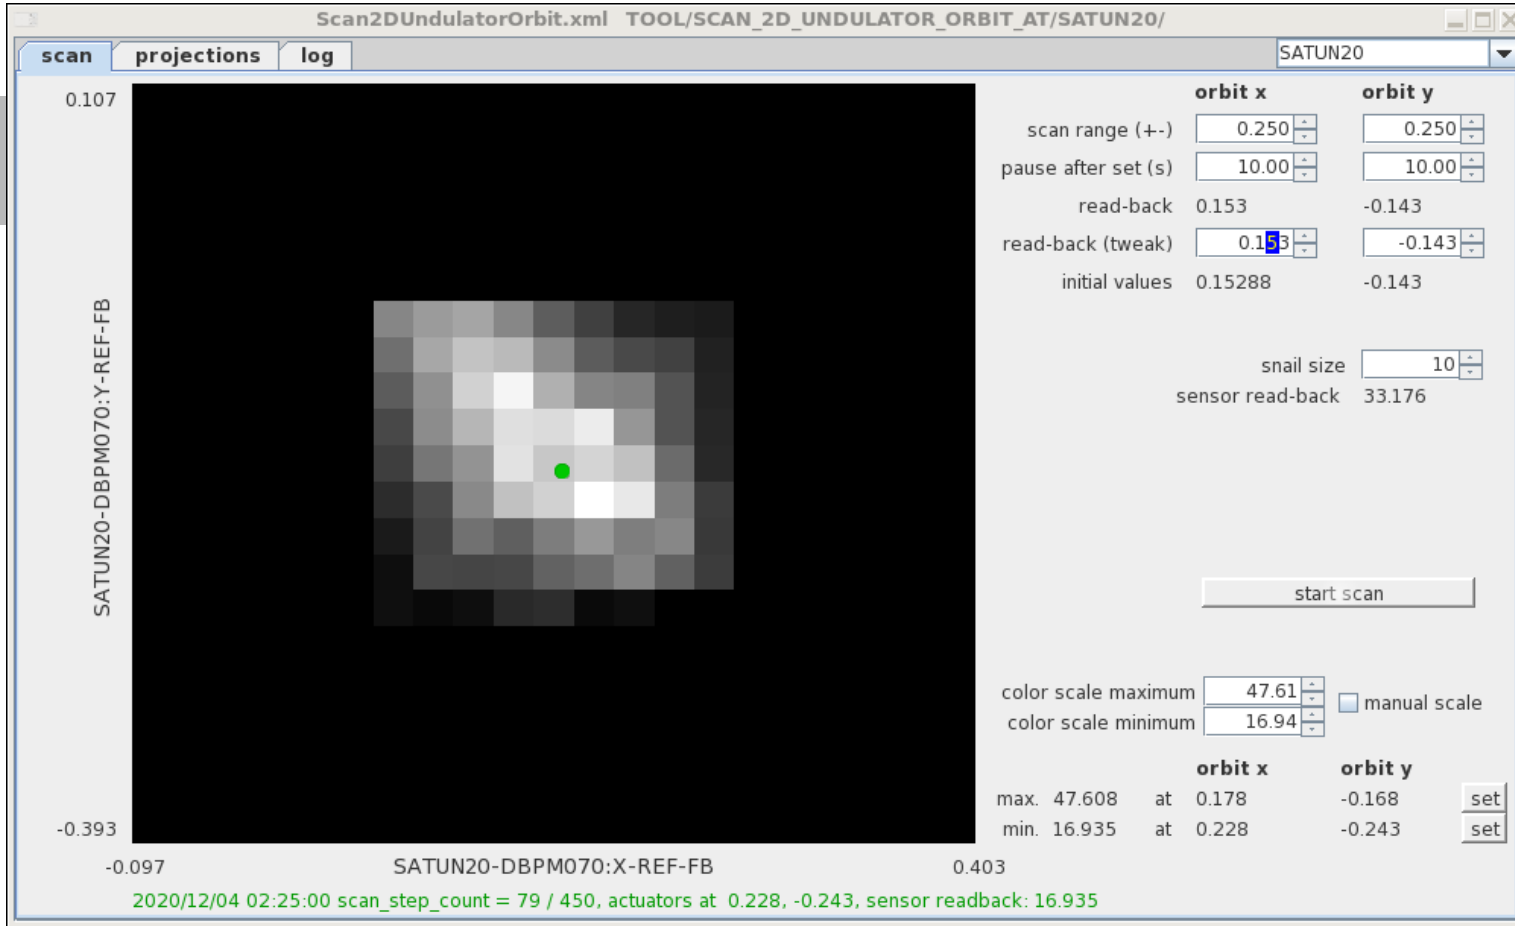 Scan2DUndulatorOrbit.xml TOOL/SCAN_2D_UNDULATOR_ORBIT_AT/SATUN20/
scan projections log SATUN20
orbit x orbit y
scan range (+-) 0.250 0.250
pause after set (s) 10.00 10.00
read-back 0.153 -0.143
read-back (tweak) 0.153 -0.143
initial values 0.15288 -0.143
snail size 10
sensor read-back 33.176
start scan
color scale maximum 47.61
manual scale
color scale minimum 16.94
orbit x orbit y
max. 47.608 at 0.178 -0.168 set
min. 16.935 at 0.228 -0.243 set
0.107
SATUN20-DBPM070:Y-REF-FB
-0.393
-0.097 SATUN20-DBPM070:X-REF-FB 0.403
2020/12/04 02:25:00 scan_step_count = 79 / 450, actuators at 0.228, -0.243, sensor readback: 16.935